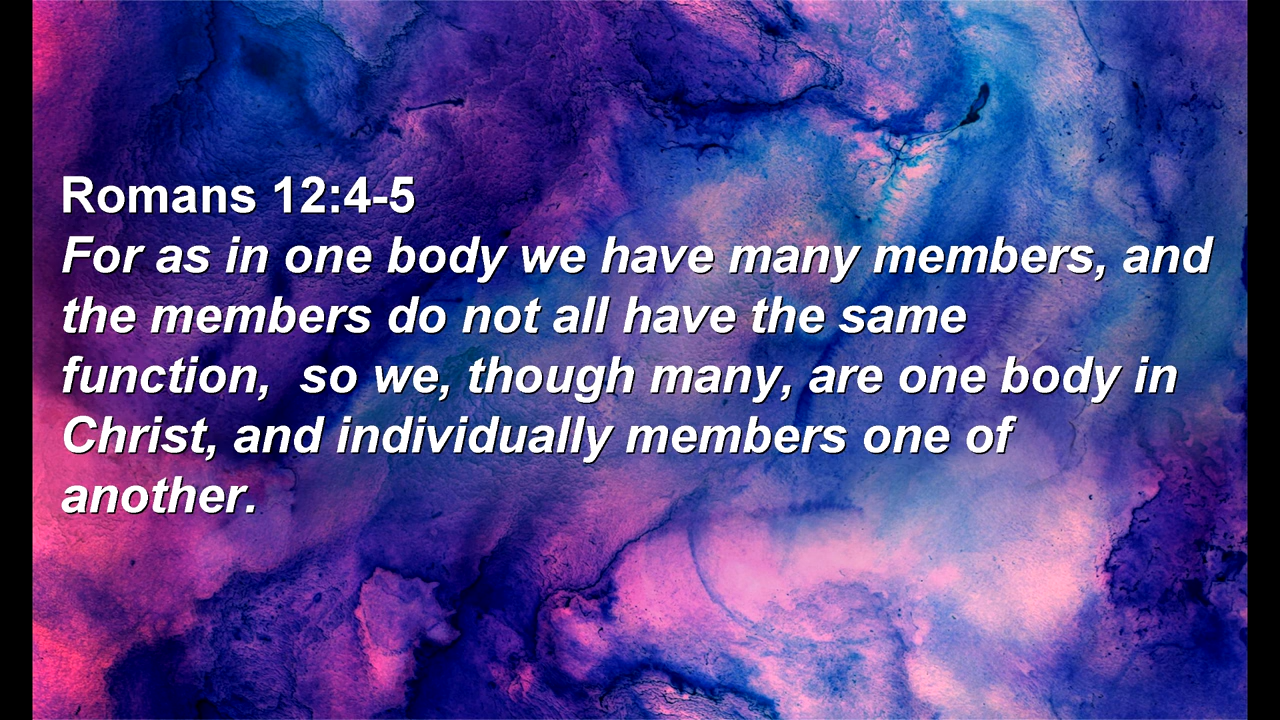 Romans 12:4-5
For as in one body we have many members, and
the members do not all have the same
function,  so we, though many, are one body in
Christ, and individually members one of
another.